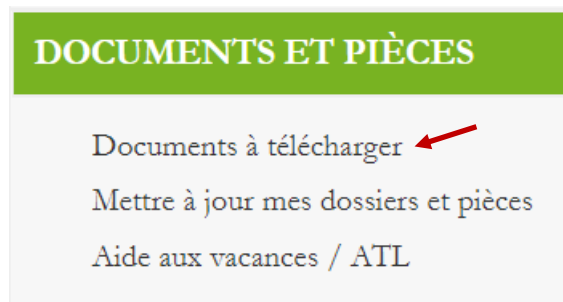 DOCUMENTS ET PIÈCES
Documents à télécharger
Mettre à jour mes dossiers et pièces
Aide aux vacances / ATL